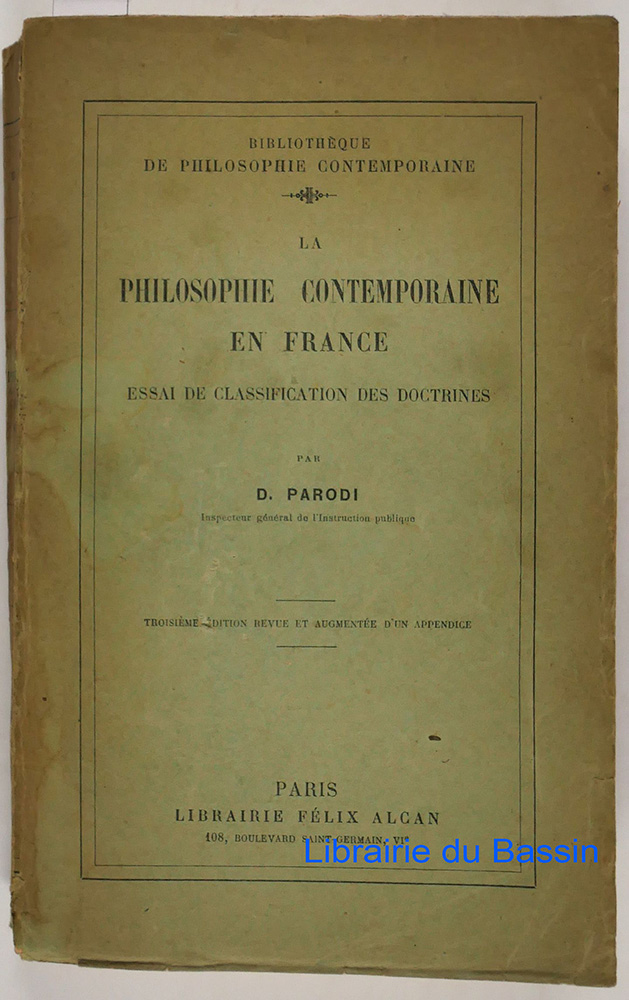 BIBLIOTHÈQUE
DE PHILOSOPHIE CONTEMPORAINE
LA
PHILOSOPHIE CONTEMPORAINE
EN FRANCE
ESSAI DE CLASSIFICATION DES DOCTRINES
PAR
D. PARODI
Inspecteur général de l'Instruction publique
TROISIÈME ÉDITION REVUE ET AUGMENTÉE D'UN APPENDICE
PARIS
LIBRAIRIE FÉLIX ALCAN
108, BOULEVARD SAINT-GERMAIN, VIe
Librairie du Bassin